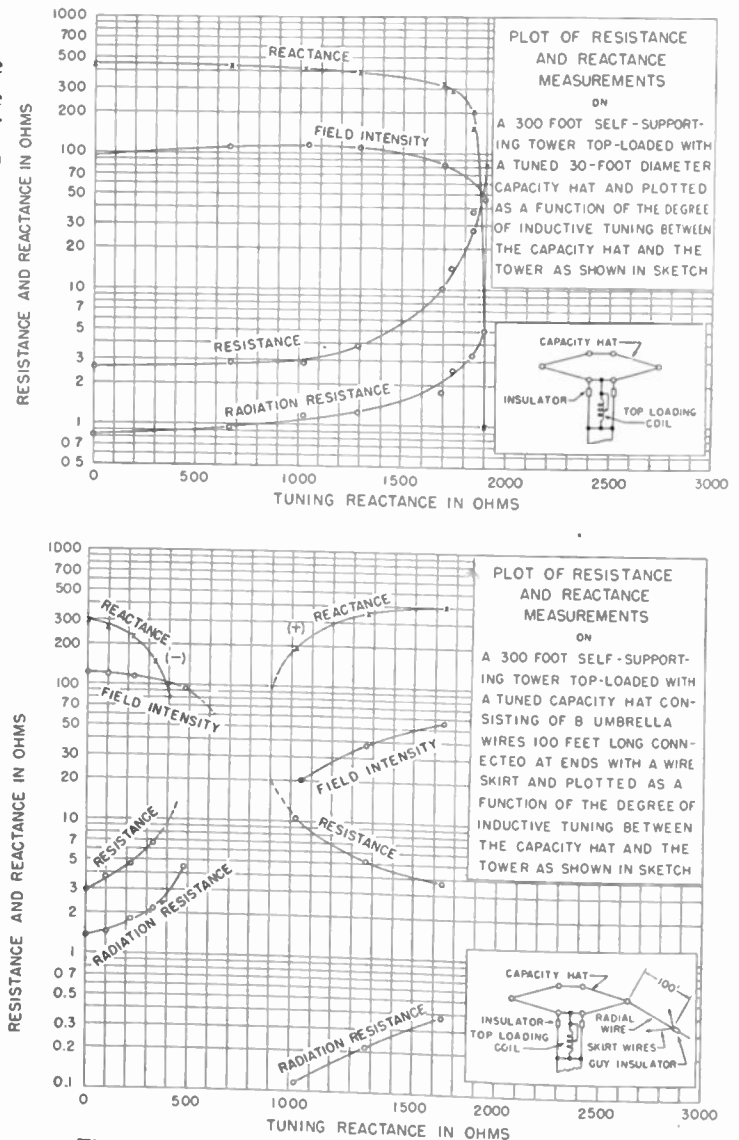 1000
700
500
300
200
100
70
50
30
20
10
7
5
3
2
1
0 7
0 5
RESISTANCE AND REACTANCE IN OHMS
REACTANCE
FIELD INTENSITY
RESISTANCE
RADIATION RESISTANCE
PLOT OF RESISTANCE
AND REACTANCE
MEASUREMENTS
ON
A 300 FOOT SELF-SUPPORT-
ING TOWER TOP-LOADED WITH
A TUNED 30-FOOT DIAMETER
CAPACITY HAT AND PLOTTED
AS A FUNCTION OF THE DEGREE
OF INDUCTIVE TUNING BETWEEN
THE CAPACITY HAT AND THE
TOWER AS SHOWN IN SKETCH
CAPACITY HAT
INSULATOR
TOP LOADING
COIL
0 500 1000 1500 2000 2500 3000
TUNING REACTANCE IN OHMS
1000
700
500
300
200
100
70
50
30
20
10
7
5
3
2
1
0.7
0.5
0.3
0.2
0.1
RESISTANCE AND REACTANCE IN OHMS
REACTANCE
(-)
FIELD INTENSITY
RESISTANCE
RADIATION RESISTANCE
(+)
REACTANCE
FIELD INTENSITY
RESISTANCE
RADIATION RESISTANCE
PLOT OF RESISTANCE
AND REACTANCE
MEASUREMENTS
ON
A 300 FOOT SELF-SUPPORT-
ING TOWER TOP-LOADED WITH
A TUNED CAPACITY HAT CON-
SISTING OF 8 UMBRELLA
WIRES 100 FEET LONG CONN-
ECTED AT ENDS WITH A WIRE
SKIRT AND PLOTTED AS A
FUNCTION OF THE DEGREE OF
INDUCTIVE TUNING BETWEEN
THE CAPACITY HAT AND THE
TOWER AS SHOWN IN SKETCH
CAPACITY HAT
100'
INSULATOR
TOP LOADING
COIL
RADIAL
WIRE
SKIRT WIRES
GUY INSULATOR
0 500 1000 1500 2000 2500 3000
TUNING REACTANCE IN OHMS